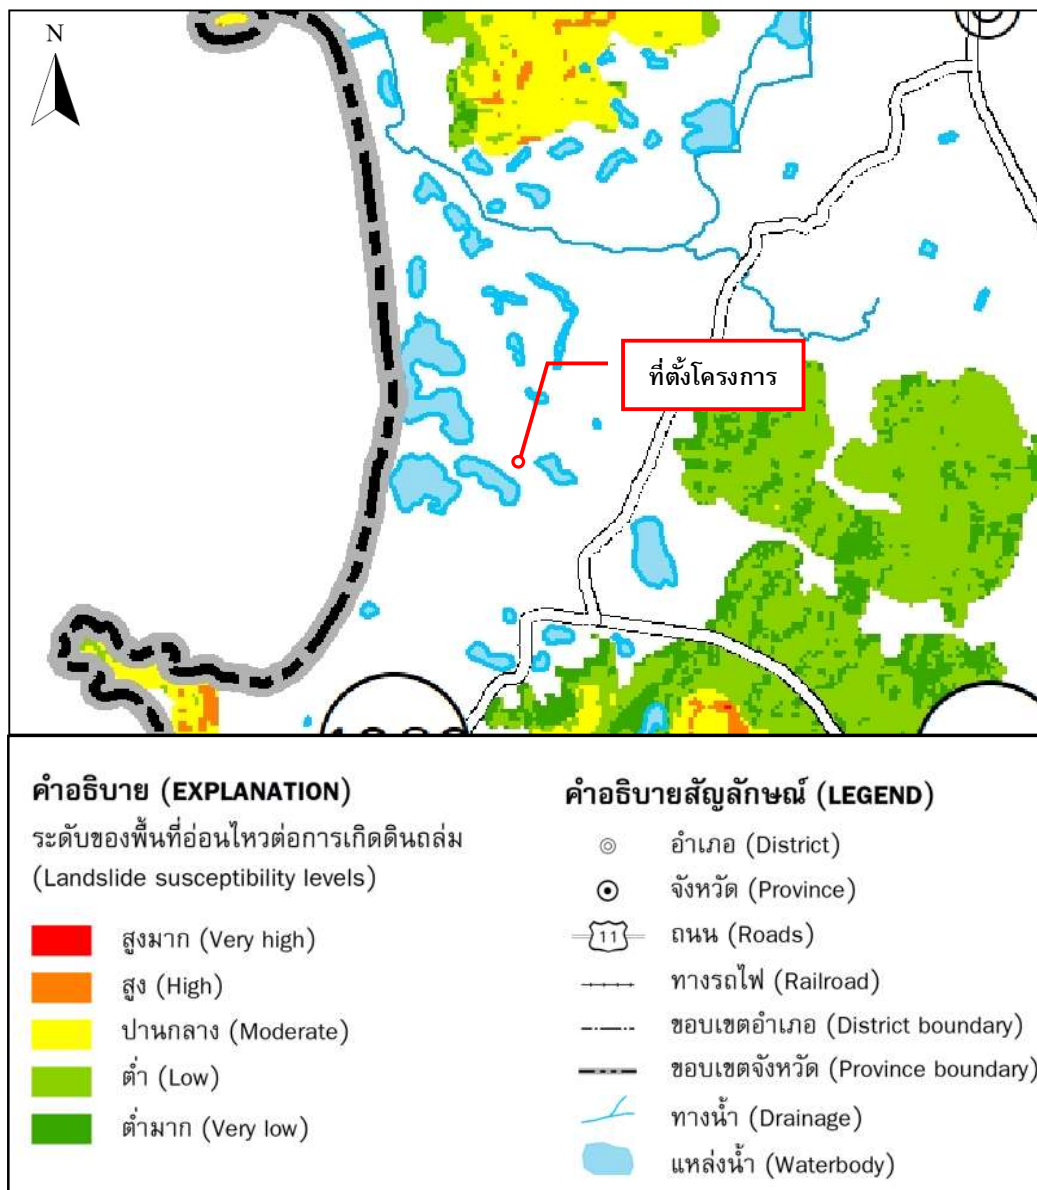 N
ที่ตั้งโครงการ
คำอธิบาย (EXPLANATION)
ระดับของพื้นที่อ่อนไหวต่อการเกิดดินถล่ม
(Landslide susceptibility levels)
สูงมาก (Very high)
สูง (High)
ปานกลาง (Moderate)
ต่ำ (Low)
ต่ำมาก (Very low)
คำอธิบายสัญลักษณ์ (LEGEND)
อำเภอ (District)
จังหวัด (Province)
11 ถนน (Roads)
ทางรถไฟ (Railroad)
ขอบเขตอำเภอ (District boundary)
ขอบเขตจังหวัด (Province boundary)
ทางน้ำ (Drainage)
แหล่งน้ำ (Waterbody)